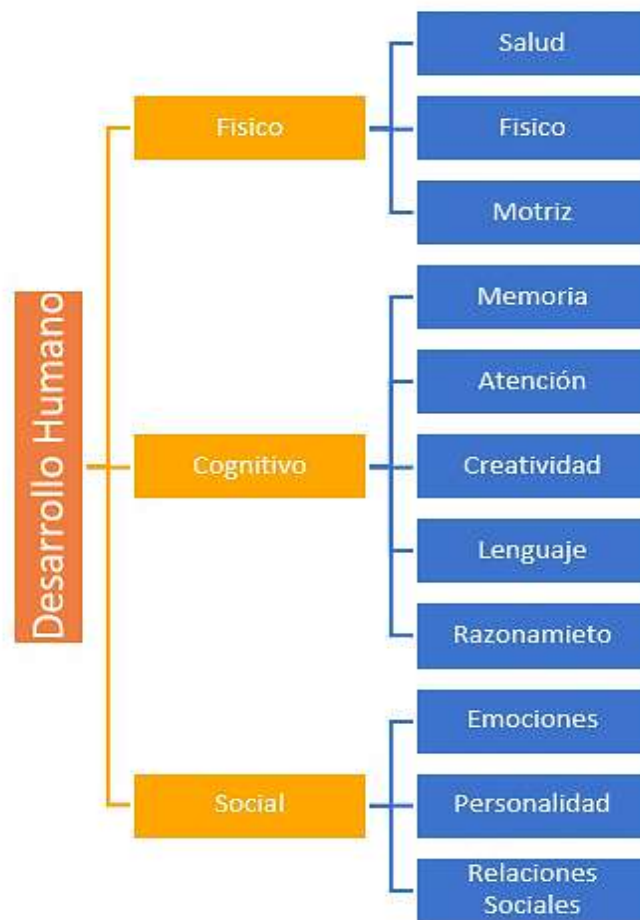 Desarrollo Humano
Fisico
Salud
Fisico
Motriz
Cognitivo
Memoria
Atención
Creatividad
Lenguaje
Razonamieto
Social
Emociones
Personalidad
Relaciones
Sociales